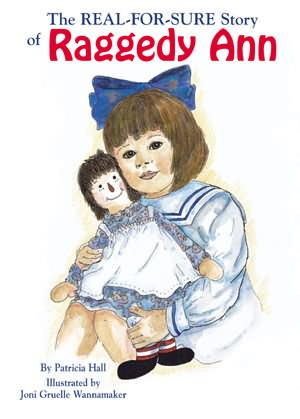 The REAL-FOR-SURE Story
of Raggedy Ann
By Patricia Hall
Illustrated by
Joni Gruelle Wannamaker